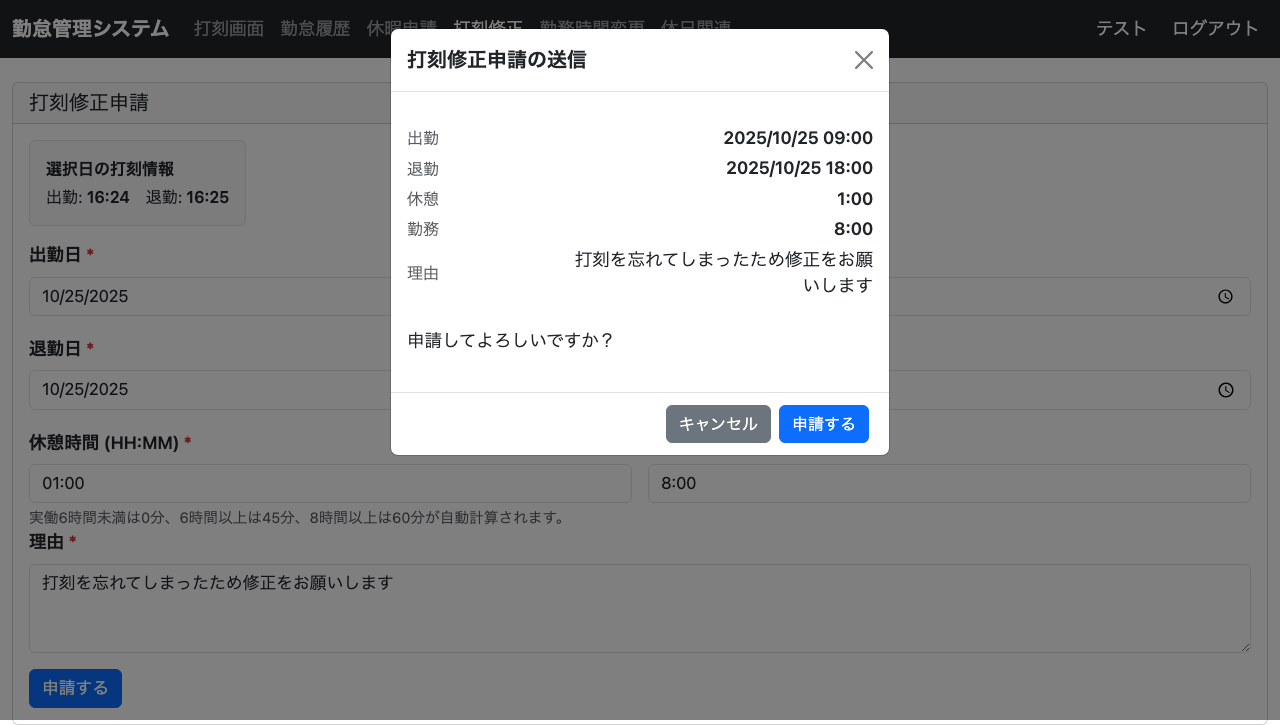 勤怠管理システム 打刻画面 勤怠履歴 休暇申請 打刻修正 勤務時間変更 休日関連 テスト ログアウト
打刻修正申請の送信
打刻修正申請
出勤 2025/10/25 09:00
退勤 2025/10/25 18:00
休憩 1:00
勤務 8:00
理由 打刻を忘れてしまったため修正をお願
いします
申請してよろしいですか？
キャンセル 申請する
選択日の打刻情報
出勤: 16:24 退勤: 16:25
出勤日 *
10/25/2025
退勤日 *
10/25/2025
休憩時間 (HH:MM) *
01:00 8:00
実働6時間未満は0分、6時間以上は45分、8時間以上は60分が自動計算されます。
理由 *
打刻を忘れてしまったため修正をお願いします
申請する